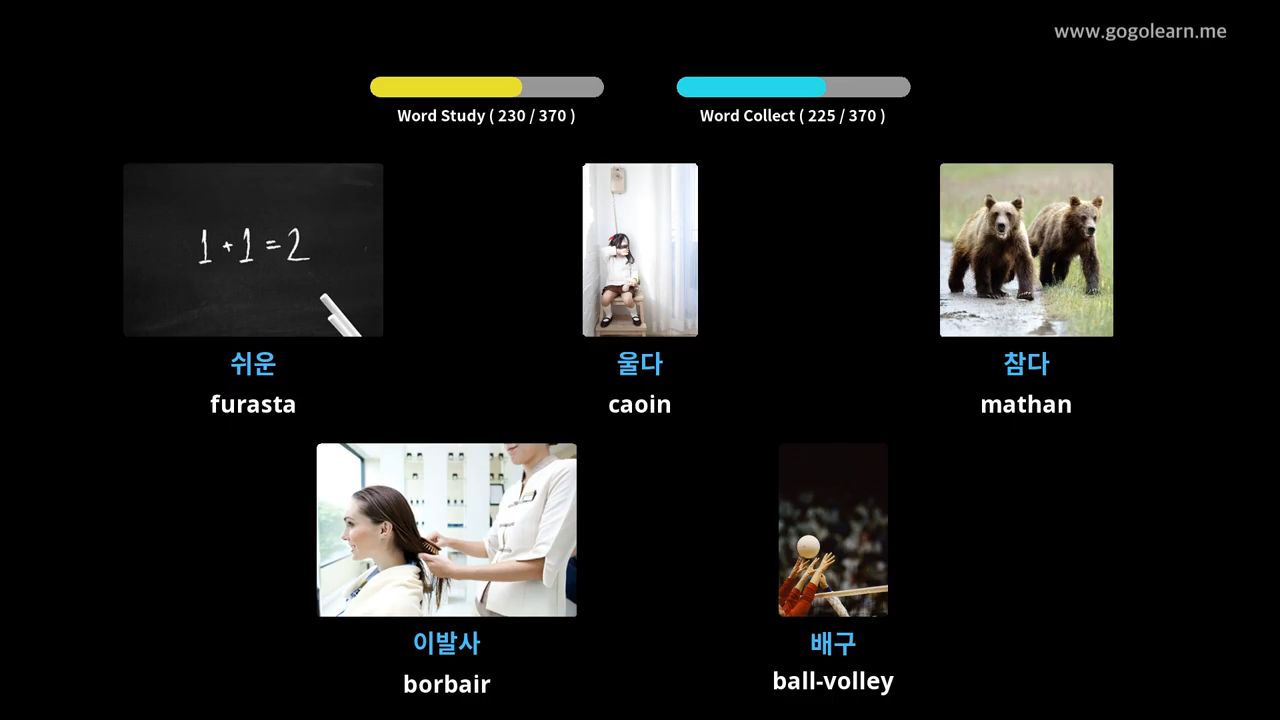 www.gogolearn.me
Word Study ( 230 / 370 )
Word Collect ( 225 / 370 )
1 + 1 = 2
쉬운
furasta
울다
caoin
참다
mathan
이발사
borbair
배구
ball-volley